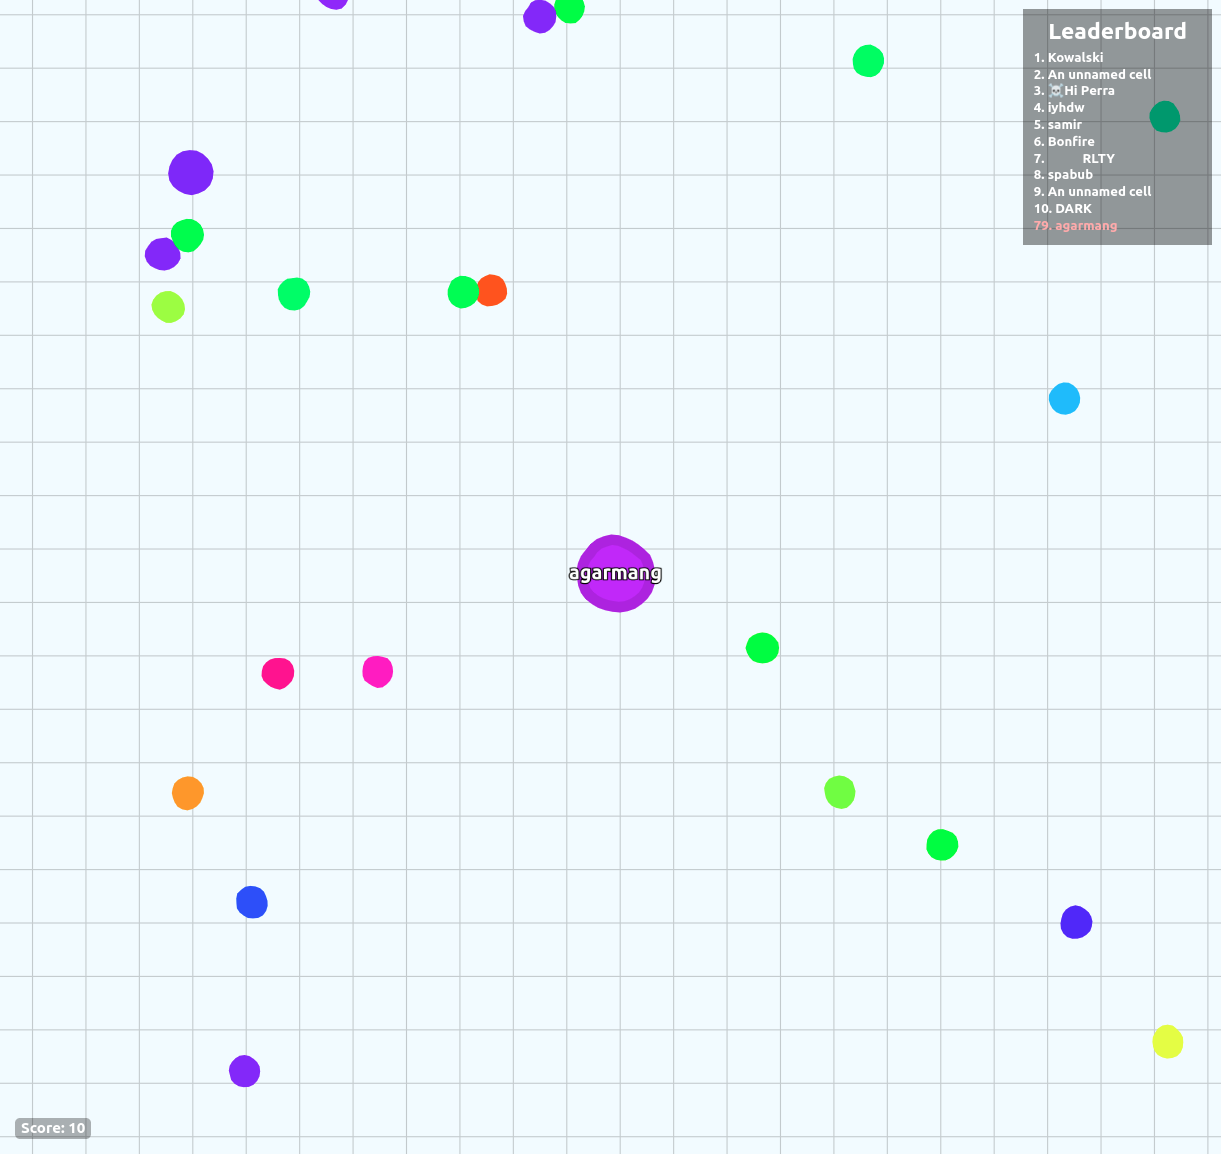 Leaderboard
1. Kowalski
2. An unnamed cell
3. ☠️Hi Perra
4. iyhdw
5. samir
6. Bonfire
7. RLTY
8. spabub
9. An unnamed cell
10. DARK
79. agarmang
agarmang
Score: 10